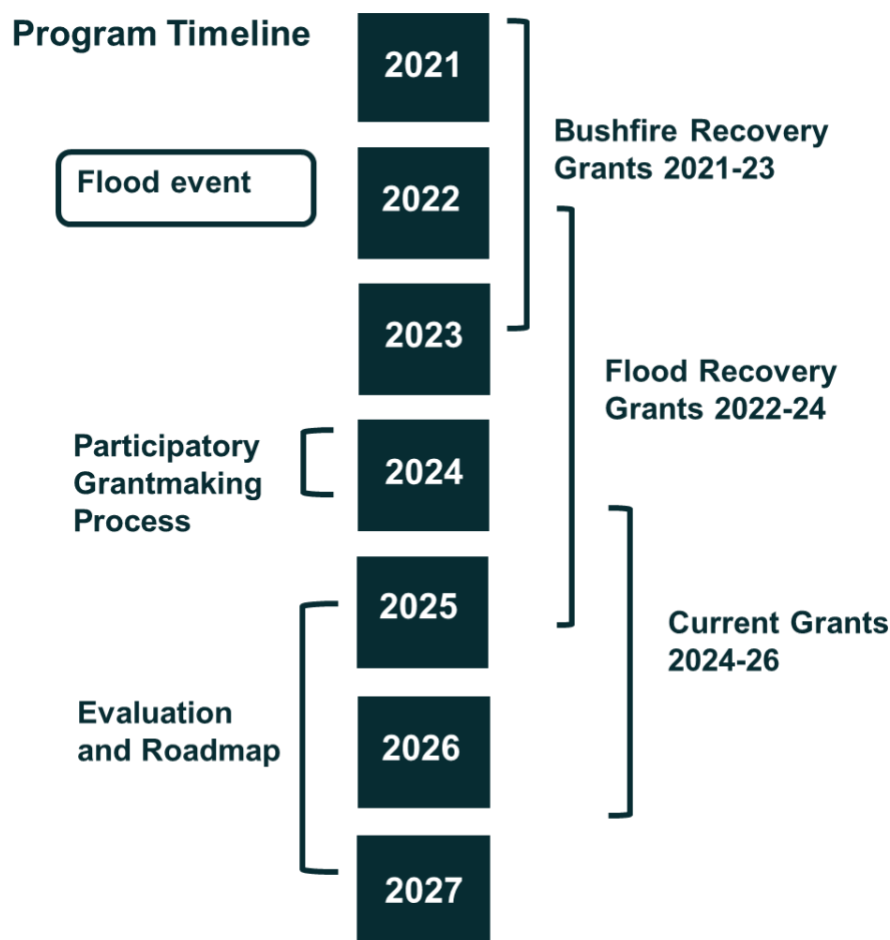 Program Timeline
2021
Bushfire Recovery
Grants 2021-23
Flood event
2022
2023
Flood Recovery
Grants 2022-24
Participatory
Grantmaking
Process
2024
2025
Current Grants
2024-26
Evaluation
and Roadmap
2026
2027